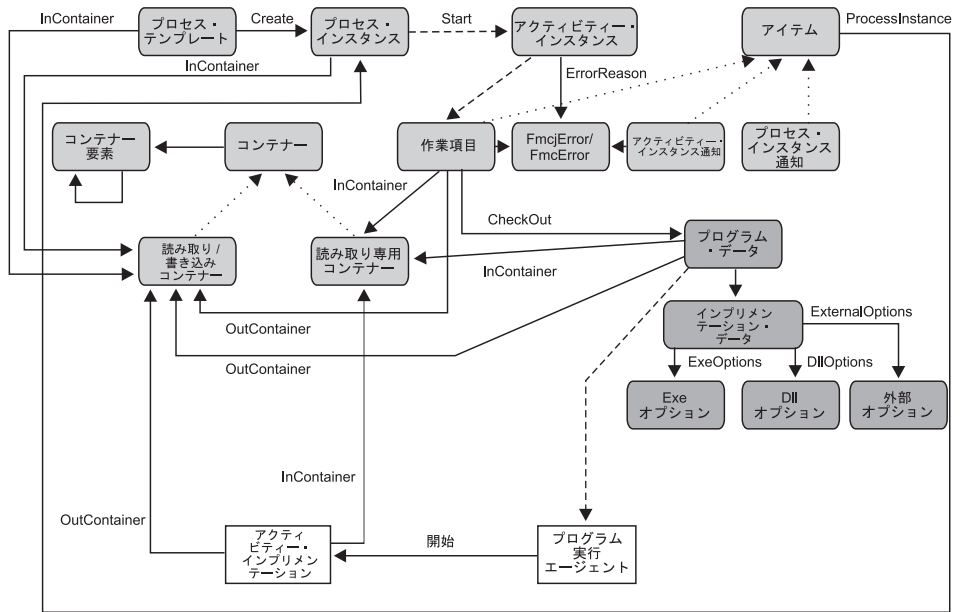 InContainer
プロセス・
テンプレート
Create
プロセス・
インスタンス
Start
アクティビティー・
インスタンス
アイテム
ProcessInstance
InContainer
ErrorReason
コンテナー
要素
コンテナー
作業項目
FmcjError/
FmcError
アクティビティー・
インスタンス通知
プロセス・
インスタンス
通知
InContainer
CheckOut
読み取り /
書き込み
コンテナー
読み取り専用
コンテナー
プログラム
・データ
InContainer
OutContainer
インプリメン
テーション・
データ
ExternalOptions
OutContainer
ExeOptions
DllOptions
Exe
オプション
Dll
オプション
外部
オプション
InContainer
OutContainer
アクティ
ビティー・
インプリメン
テーション
開始
プログラム
実行
エージェント